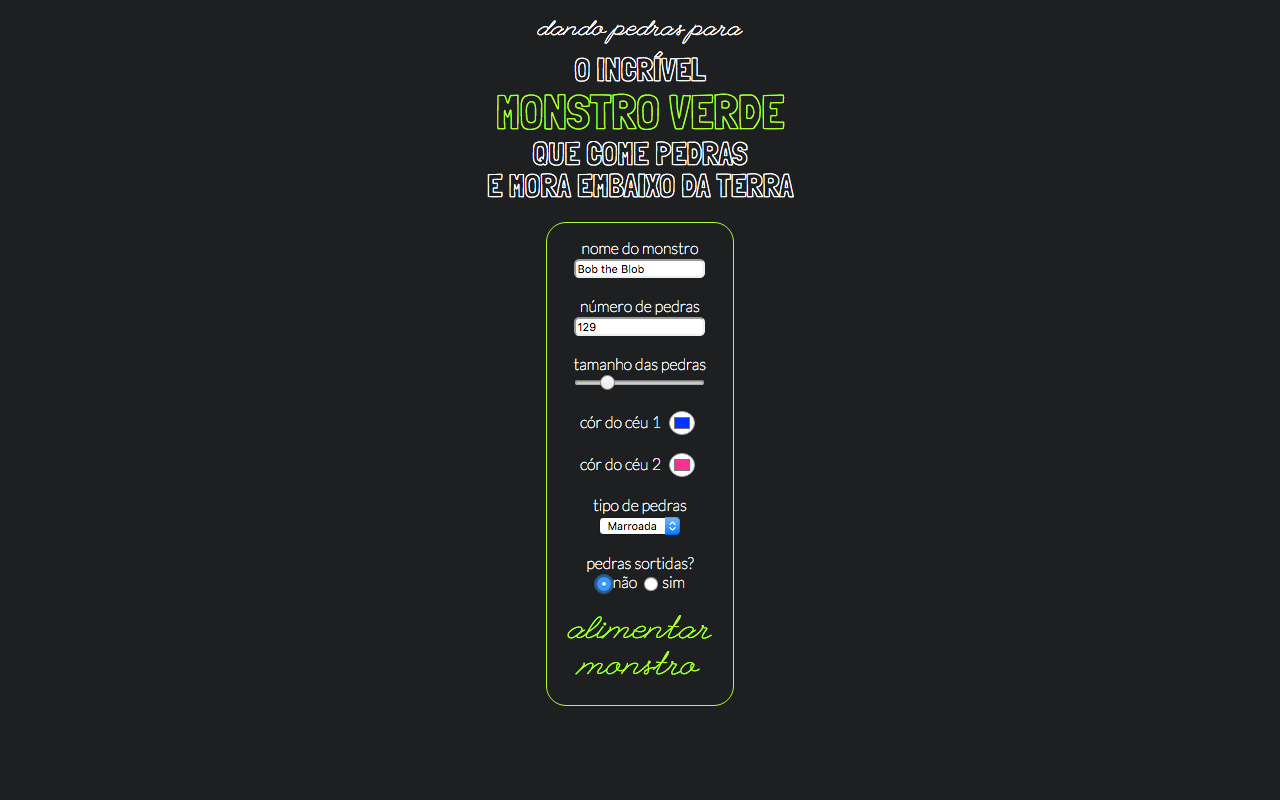 dando pedras para
O INCRÍVEL
MONSTRO VERDE
QUE COME PEDRAS
E MORA EMBAIXO DA TERRA
nome do monstro
Bob the Blob
número de pedras
129
tamanho das pedras
cór do céu 1
cór do céu 2
tipo de pedras
Marroada
pedras sortidas?
não sim
alimentar
monstro